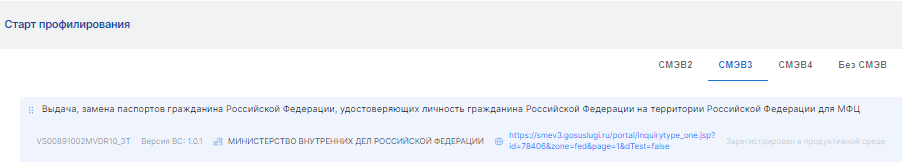 Старт профилирования
СМЭВ2 СМЭВ3 СМЭВ4 Без СМЭВ
Выдача, замена паспортов гражданина Российской Федерации, удостоверяющих личность гражданина Российской Федерации на территории Российской Федерации для МФЦ
VS00891002MVDR10_3T Версия ВС: 1.0.1 МИНИСТЕРСТВО ВНУТРЕННИХ ДЕЛ РОССИЙСКОЙ ФЕДЕРАЦИИ https://smev3.gosuslugi.ru/portal/inquirytype_one.jsp? Зарегистрирован в продуктивной среде
id=78406&zone=fed&page=1&dTest=false